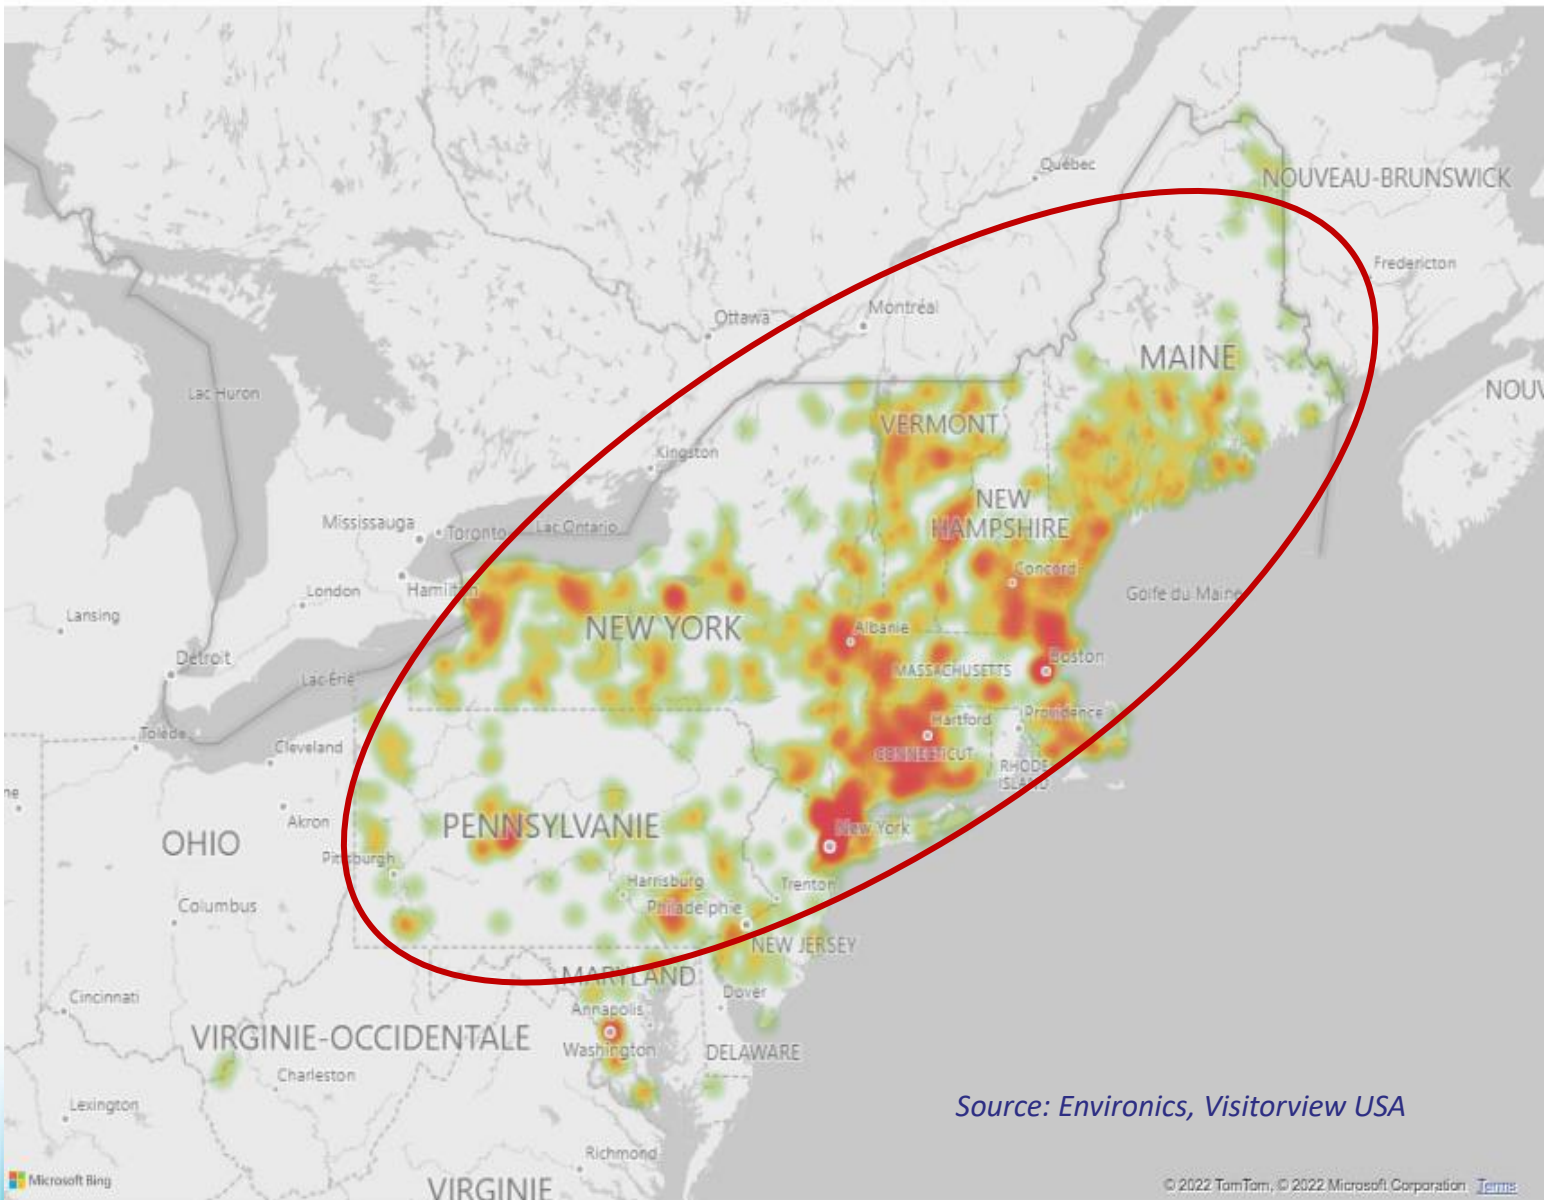 Québec
NOUVEAU-BRUNSWICK
Fredericton
Montréal
Ottawa
MAINE
Lac Huron
NOUV
VERMONT
Kingston
NEW
HAMPSHIRE
Mississauga
Toronto
Lac Ontario
Concord
Hamilton
London
Golfe du Maine
Lansing
NEW YORK
Albanie
Détroit
Boston
MASSACHUSETTS
Lac Érié
Hartford
Providence
Tolède
Cleveland
CONNECTICUT
RHODE
ISLAND
Akron
PENNSYLVANIE
New York
OHIO
Pittsburgh
Harrisburg
Trenton
Columbus
Philadelphie
NEW JERSEY
MARYLAND
Cincinnati
Dover
Annapolis
VIRGINIE-OCCIDENTALE
Washington
DELAWARE
Charleston
Lexington
Source: Environics, Visitorview USA
Richmond
Microsoft Bing
VIRGINIE
© 2022 TomTom, © 2022 Microsoft Corporation Terms